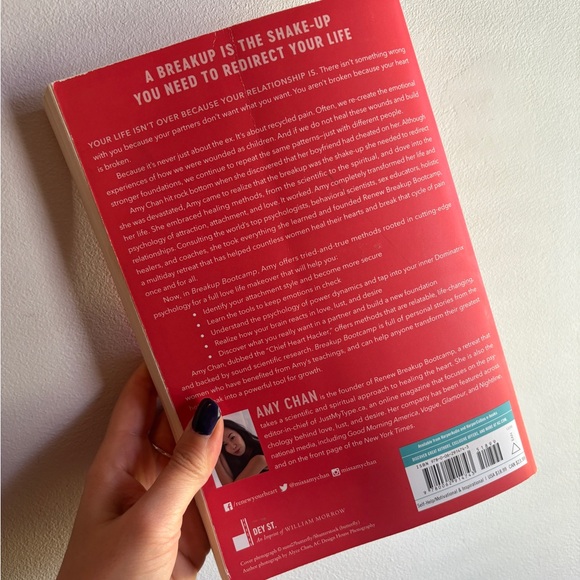 A BREAKUP IS THE SHAKE-UP
YOU NEED TO REDIRECT YOUR LIFE
YOUR LIFE ISN'T OVER BECAUSE YOUR RELATIONSHIP IS. There isn't something wrong
with you because your partners don't want what you want. You aren't broken because your heart
is broken.
Because it's never just about the ex. It's about recycled pain. Often, we re-create the emotional
experiences of how we were wounded as children. And if we do not heal these wounds and build
stronger foundations, we continue to repeat the same patterns–just with different people.
Amy Chan hit rock bottom when she discovered that her boyfriend had cheated on her. Although
she was devastated, Amy came to realize that the breakup was the shake-up she needed to redirect
her life. She embraced healing methods, from the scientific to the spiritual, and dove into the
psychology of attraction, attachment, and love. It worked. Amy completely transformed her life and
relationships. Consulting the world's top psychologists, behavioral scientists, sex educators, holistic
healers, and coaches, she took everything she learned and founded Renew Breakup Bootcamp,
a multiday retreat that has helped countless women heal their hearts and break that cycle of pain
once and for all.
Now, in Breakup Bootcamp, Amy offers tried-and-true methods rooted in cutting-edge
psychology for a full love life makeover that will help you:
• Identify your attachment style and become more secure
• Learn the tools to keep emotions in check
• Understand the psychology of power dynamics and tap into your inner Dominatrix
• Realize how your brain reacts in love, lust, and desire
• Discover what you really want in a partner and build a new foundation
Amy Chan, dubbed the "Chief Heart Hacker," offers methods that are relatable, life-changing,
and backed by sound scientific research. Breakup Bootcamp is full of personal stories from the
women who have benefited from Amy's teachings, and can help anyone transform their greatest
into a powerful tool for growth.
AMY CHAN is the founder of Renew Breakup Bootcamp, a retreat that
takes a scientific and spiritual approach to healing the heart. She is also the
editor-in-chief of JustMyType.ca, an online magazine that focuses on the psy-
chology behind love, lust, and desire. Her company has been featured across
national media, including Good Morning America, Vogue, Glamour, and Nightline,
and on the front page of the New York Times.
/renewyourheart @missamychan missamychan
DEY ST.
An Imprint of WILLIAM MORROW
Available from HarperAudio and HarperCollins e-books
Self-Help/Motivational & Inspirational